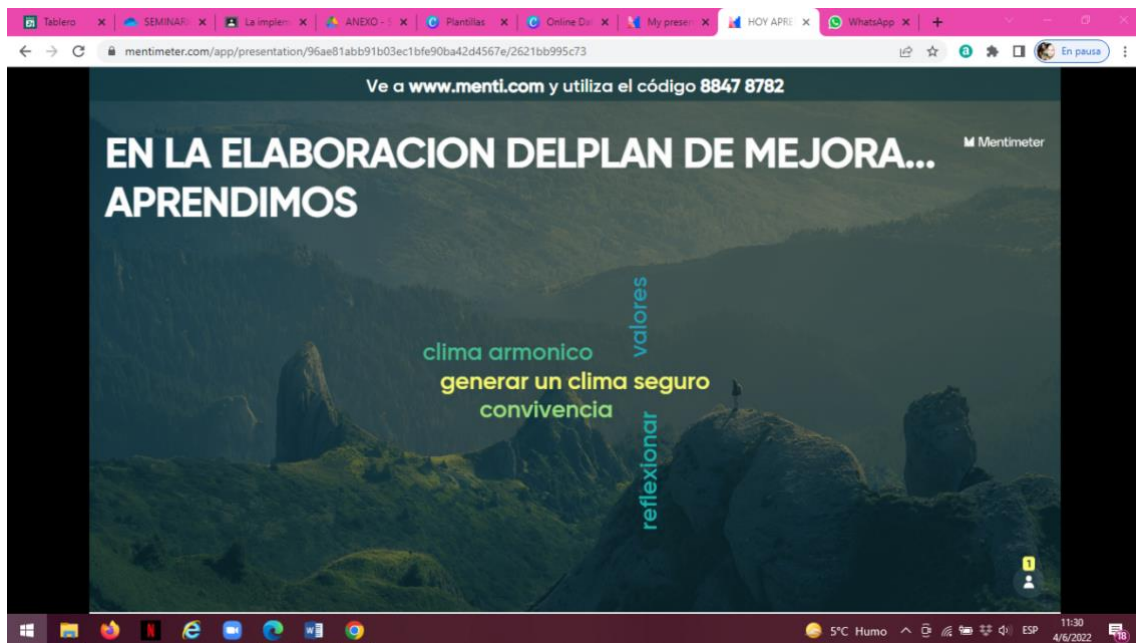 Tablero
SEMINARI
La implem
ANEXO - S
Plantillas
Online Dai
My presen
HOY APRE
WhatsApp
mentimeter.com/app/presentation/96ae81abb91b03ec1bfe90ba42d4567e/2621bb995c73
En pausa
Ve a www.menti.com y utiliza el código 8847 8782
EN LA ELABORACION DELPLAN DE MEJORA...
APRENDIMOS
Mentimeter
valores
clima armonico
generar un clima seguro
convivencia
reflexionar
1
5°C Humo
ESP
11:30
4/6/2022
18